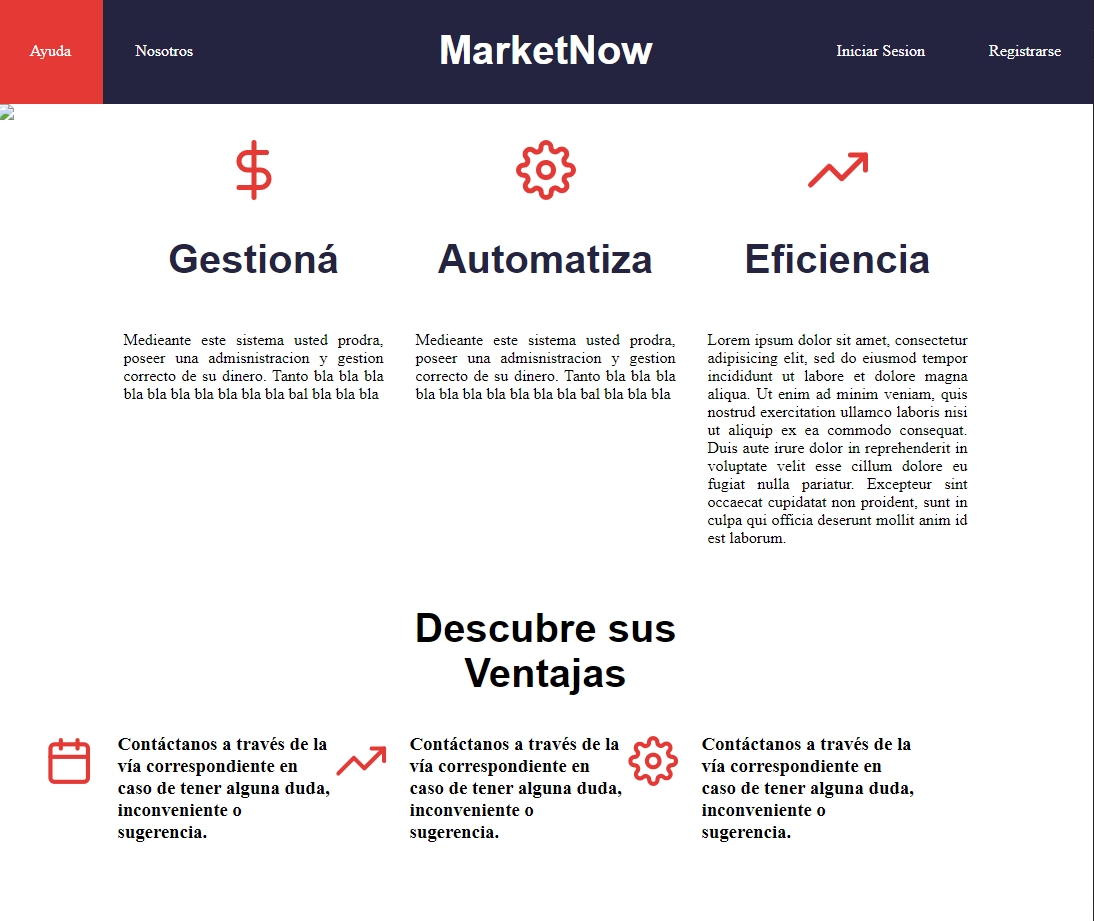 Ayuda Nosotros MarketNow Iniciar Sesion Registrarse
Gestioná
Automatiza
Eficiencia
Medieante este sistema usted prodra,
poseer una admisnistracion y gestion
correcto de su dinero. Tanto bla bla bla
bla bla bla bla bla bla bla bal bla bla bla
Medieante este sistema usted prodra,
poseer una admisnistracion y gestion
correcto de su dinero. Tanto bla bla bla
bla bla bla bla bla bla bla bal bla bla bla
Lorem ipsum dolor sit amet, consectetur
adipisicing elit, sed do eiusmod tempor
incididunt ut labore et dolore magna
aliqua. Ut enim ad minim veniam, quis
nostrud exercitation ullamco laboris nisi
ut aliquip ex ea commodo consequat.
Duis aute irure dolor in reprehenderit in
voluptate velit esse cillum dolore eu
fugiat nulla pariatur. Excepteur sint
occaecat cupidatat non proident, sunt in
culpa qui officia deserunt mollit anim id
est laborum.
Descubre sus
Ventajas
Contáctanos a través de la
vía correspondiente en
caso de tener alguna duda,
inconveniente o
sugerencia.
Contáctanos a través de la
vía correspondiente en
caso de tener alguna duda,
inconveniente o
sugerencia.
Contáctanos a través de la
vía correspondiente en
caso de tener alguna duda,
inconveniente o
sugerencia.